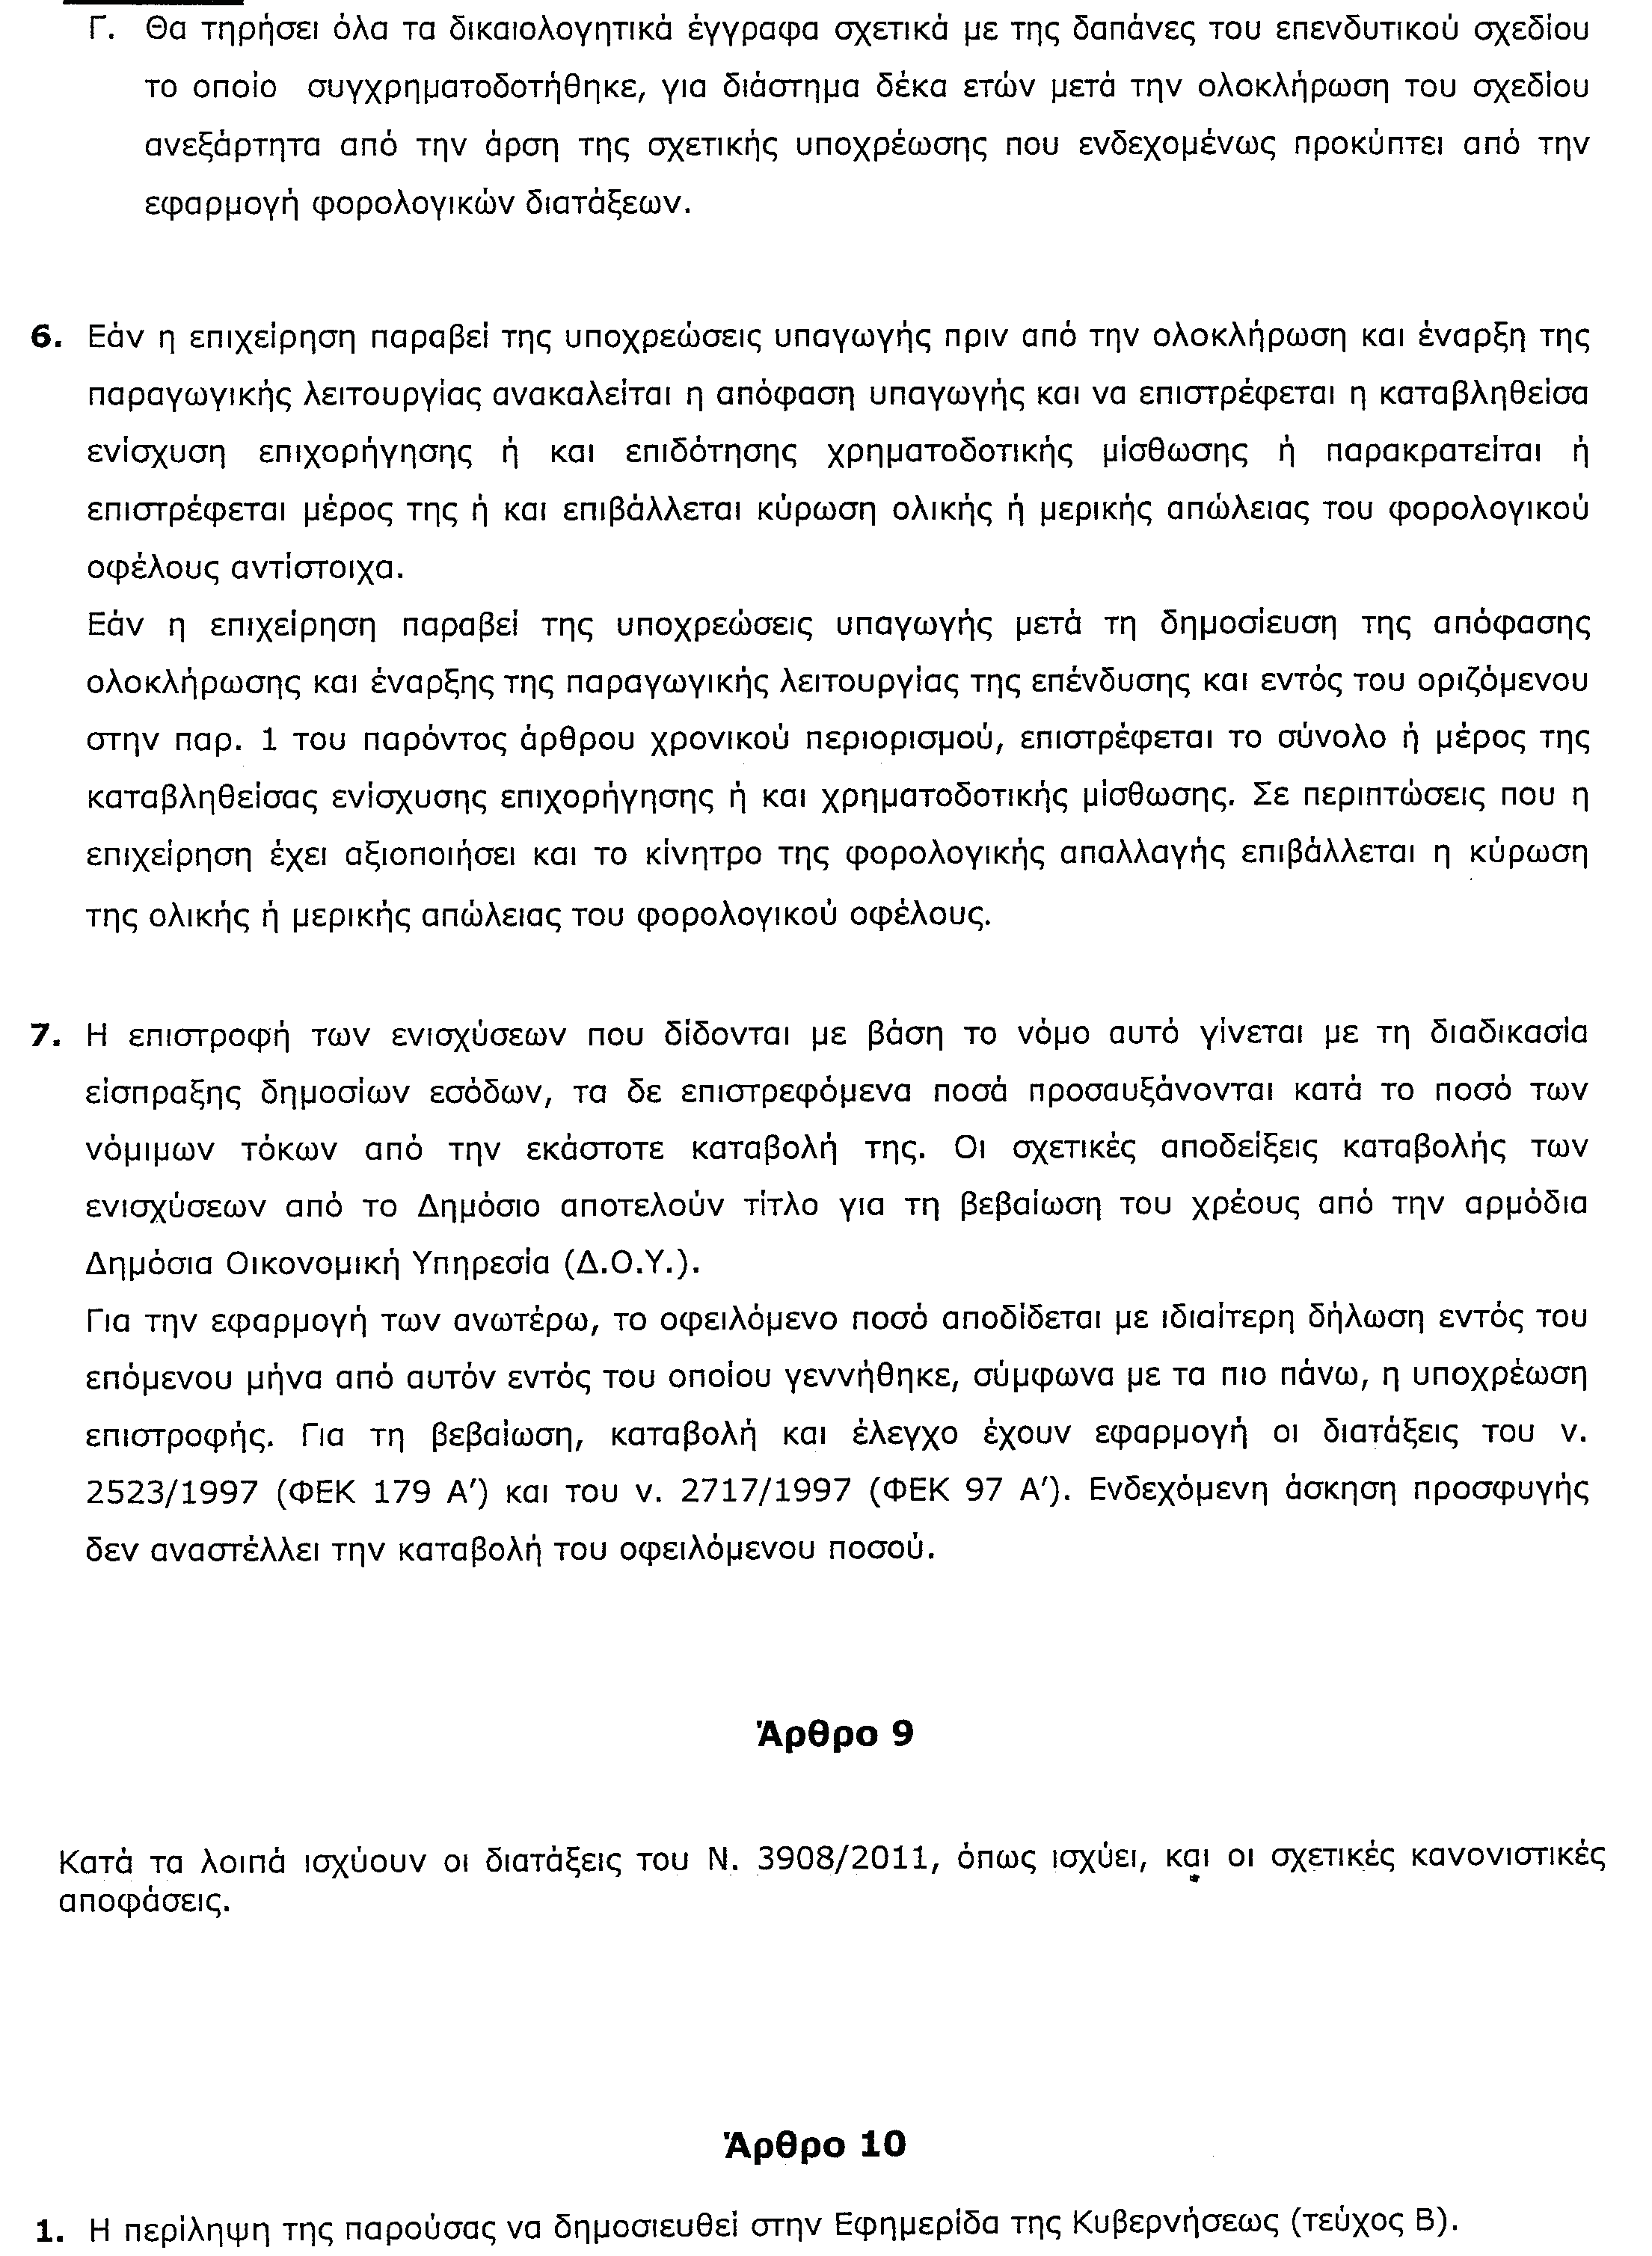 Γ. Θα τηρήσει όλα τα δικαιολογητικά έγγραφα σχετικά με της δαπάνες του επενδυτικού σχεδίου
το οποίο συγχρηματοδοτήθηκε, για διάστημα δέκα ετών μετά την ολοκλήρωση του σχεδίου
ανεξάρτητα από την άρση της σχετικής υποχρέωσης που ενδεχομένως προκύπτει από την
εφαρμογή φορολογικών διατάξεων.
6. Εάν η επιχείρηση παραβεί της υποχρεώσεις υπαγωγής πριν από την ολοκλήρωση και έναρξη της
παραγωγικής λειτουργίας ανακαλείται η απόφαση υπαγωγής και να επιστρέφεται η καταβληθείσα
ενίσχυση επιχορήγησης ή και επιδότησης χρηματοδοτικής μίσθωσης ή παρακρατείται ή
επιστρέφεται μέρος της ή και επιβάλλεται κύρωση ολικής ή μερικής απώλειας του φορολογικού
οφέλους αντίστοιχα.
Εάν η επιχείρηση παραβεί της υποχρεώσεις υπαγωγής μετά τη δημοσίευση της απόφασης
ολοκλήρωσης και έναρξης της παραγωγικής λειτουργίας της επένδυσης και εντός του οριζόμενου
στην παρ. 1 του παρόντος άρθρου χρονικού περιορισμού, επιστρέφεται το σύνολο ή μέρος της
καταβληθείσας ενίσχυσης επιχορήγησης ή και χρηματοδοτικής μίσθωσης. Σε περιπτώσεις που η
επιχείρηση έχει αξιοποιήσει και το κίνητρο της φορολογικής απαλλαγής επιβάλλεται η κύρωση
της ολικής ή μερικής απώλειας του φορολογικού οφέλους.
7. Η επιστροφή των ενισχύσεων που δίδονται με βάση το νόμο αυτό γίνεται με τη διαδικασία
είσπραξης δημοσίων εσόδων, τα δε επιστρεφόμενα ποσά προσαυξάνονται κατά το ποσό των
νόμιμων τόκων από την εκάστοτε καταβολή της. Οι σχετικές αποδείξεις καταβολής των
ενισχύσεων από το Δημόσιο αποτελούν τίτλο για τη βεβαίωση του χρέους από την αρμόδια
Δημόσια Οικονομική Υπηρεσία (Δ.Ο.Υ.).
Για την εφαρμογή των ανωτέρω, το οφειλόμενο ποσό αποδίδεται με ιδιαίτερη δήλωση εντός του
επόμενου μήνα από αυτόν εντός του οποίου γεννήθηκε, σύμφωνα με τα πιο πάνω, η υποχρέωση
επιστροφής. Για τη βεβαίωση, καταβολή και έλεγχο έχουν εφαρμογή οι διατάξεις του ν.
2523/1997 (ΦΕΚ 179 Α') και του ν. 2717/1997 (ΦΕΚ 97 Α'). Ενδεχόμενη άσκηση προσφυγής
δεν αναστέλλει την καταβολή του οφειλόμενου ποσού.
Άρθρο 9
Κατά τα λοιπά ισχύουν οι διατάξεις του Ν. 3908/2011, όπως ισχύει, και οι σχετικές κανονιστικές
αποφάσεις.
Άρθρο 10
1. Η περίληψη της παρούσας να δημοσιευθεί στην Εφημερίδα της Κυβερνήσεως (τεύχος Β).